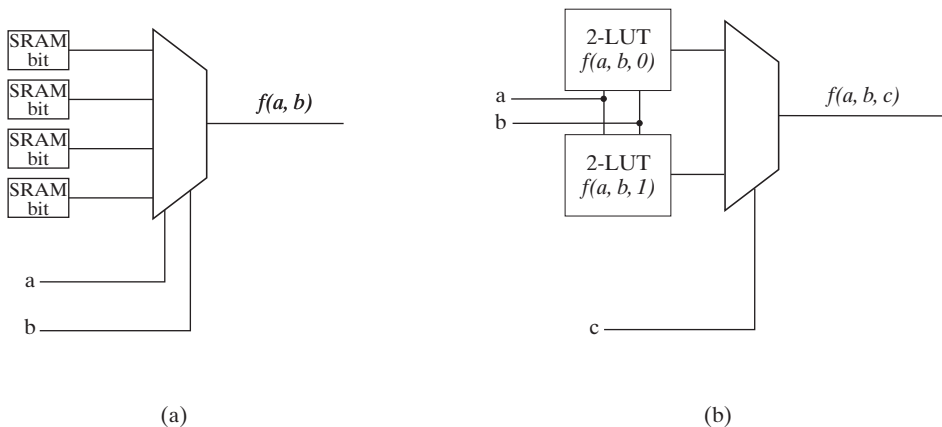 SRAM
bit
SRAM
bit
SRAM
bit
SRAM
bit
f(a, b)
a
b
(a)
2-LUT
f(a, b, 0)
a
b
2-LUT
f(a, b, 1)
f(a, b, c)
c
(b)